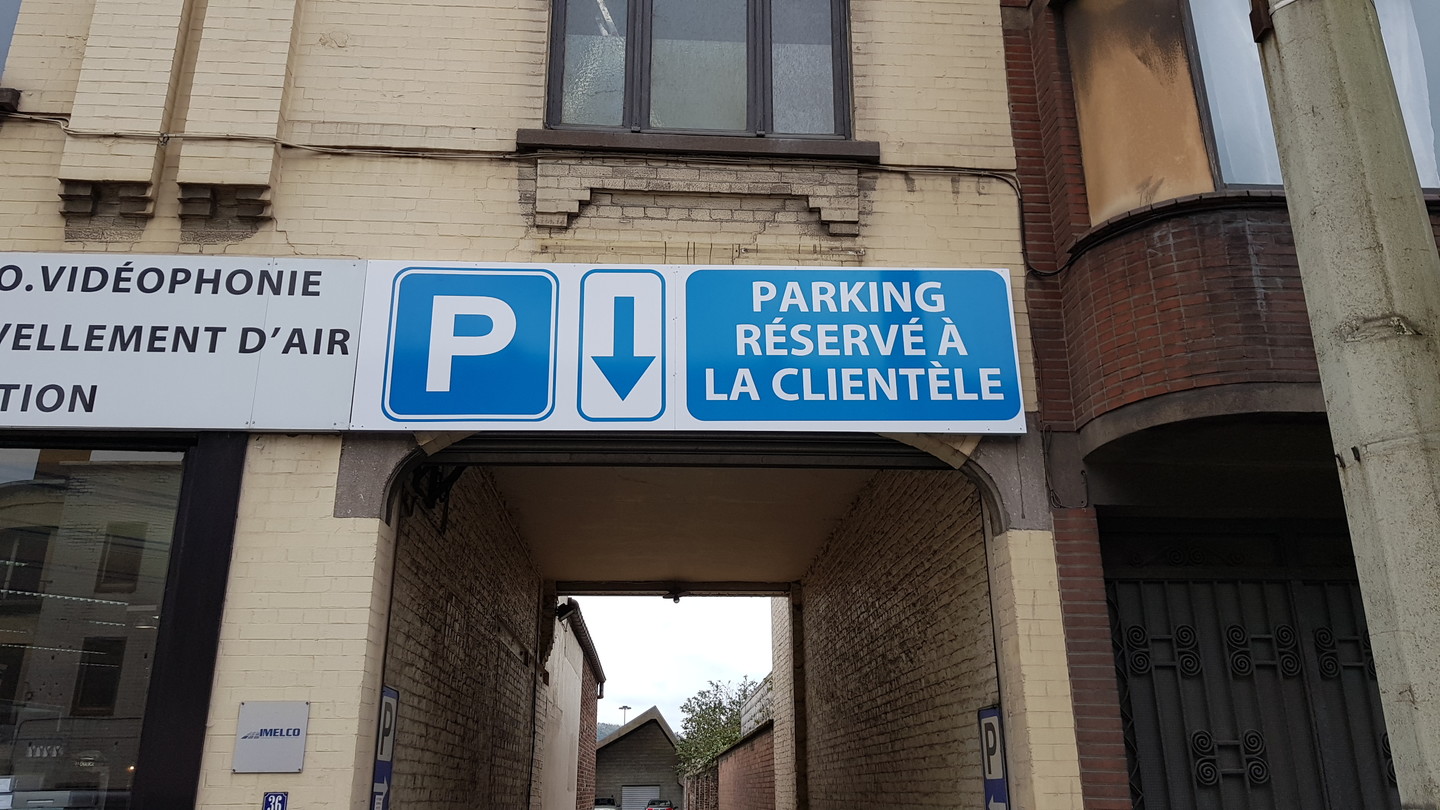 O.VIDÉOPHONIE
VELLEMENT D'AIR
TION
P
PARKING
RÉSERVÉ À
LA CLIENTÈLE
IMELCO
36
P
P